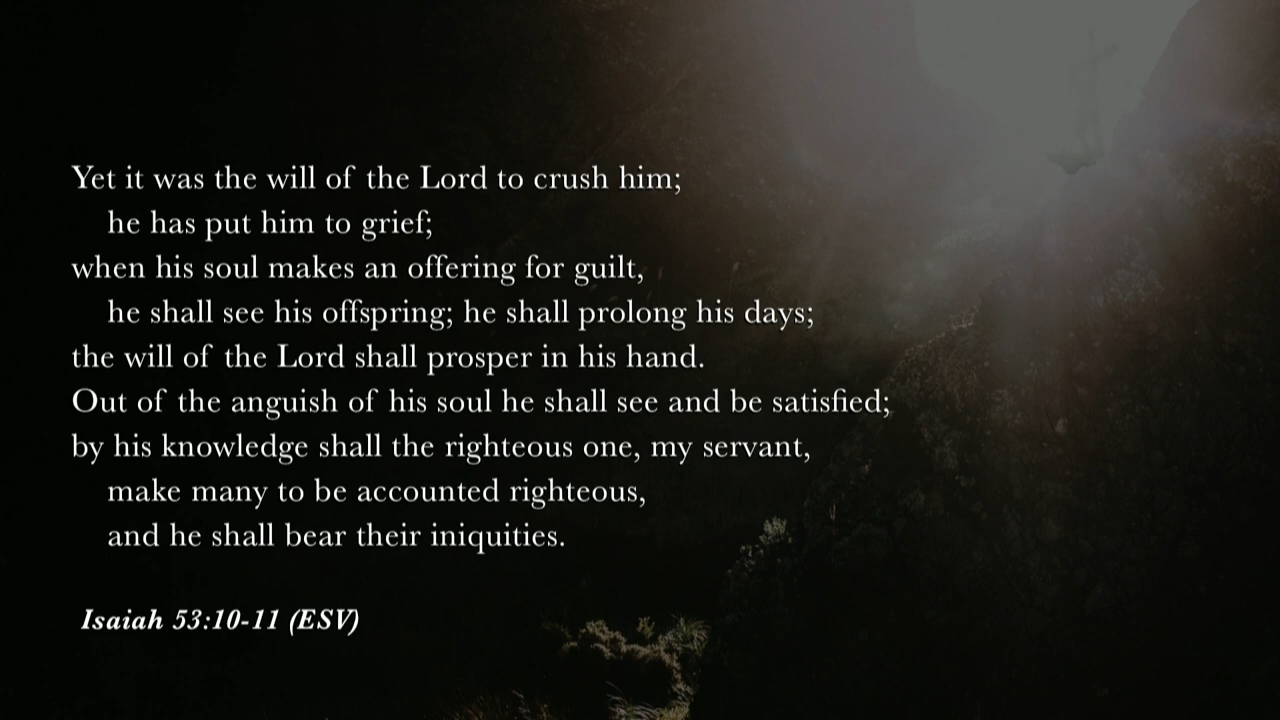 Yet it was the will of the Lord to crush him;
he has put him to grief;
when his soul makes an offering for guilt,
he shall see his offspring; he shall prolong his days;
the will of the Lord shall prosper in his hand.
Out of the anguish of his soul he shall see and be satisfied;
by his knowledge shall the righteous one, my servant,
make many to be accounted righteous,
and he shall bear their iniquities.
Isaiah 53:10-11 (ESV)